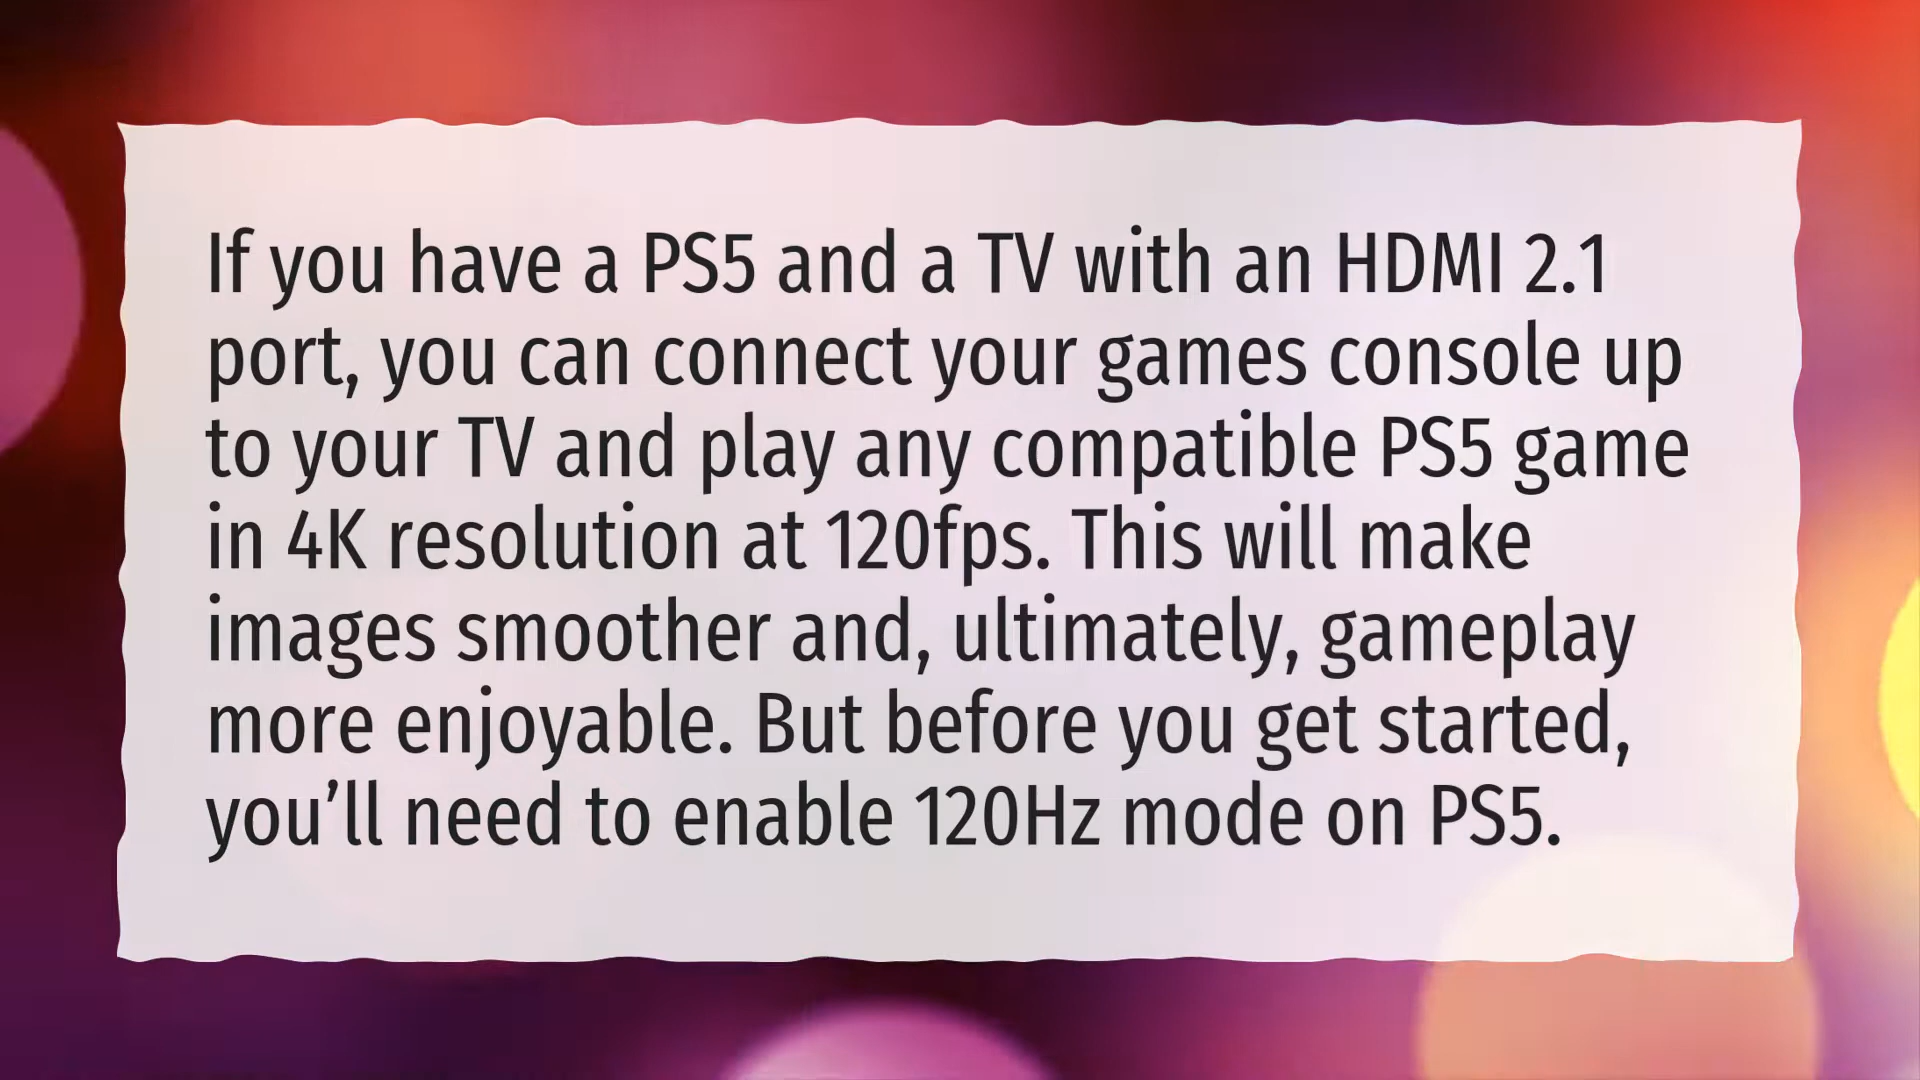 If you have a PS5 and a TV with an HDMI 2.1
port, you can connect your games console up
to your TV and play any compatible PS5 game
in 4K resolution at 120fps. This will make
images smoother and, ultimately, gameplay
more enjoyable. But before you get started,
you’ll need to enable 120Hz mode on PS5.